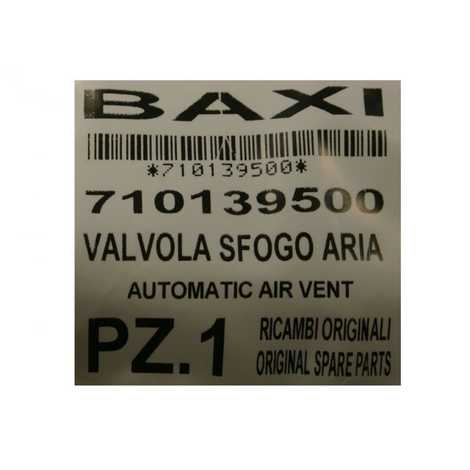 BAXI
*710139500*
710139500
VALVOLA SFOGO ARIA
AUTOMATIC AIR VENT
PZ.1
RICAMBI ORIGINALI
ORIGINAL SPARE PARTS